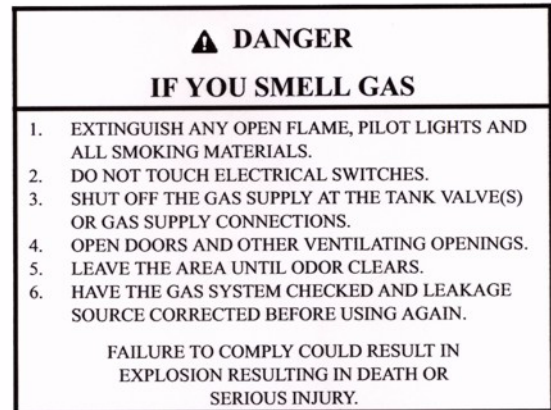 ⚠ DANGER
IF YOU SMELL GAS
1. EXTINGUISH ANY OPEN FLAME, PILOT LIGHTS AND
ALL SMOKING MATERIALS.
2. DO NOT TOUCH ELECTRICAL SWITCHES.
3. SHUT OFF THE GAS SUPPLY AT THE TANK VALVE(S)
OR GAS SUPPLY CONNECTIONS.
4. OPEN DOORS AND OTHER VENTILATING OPENINGS.
5. LEAVE THE AREA UNTIL ODOR CLEARS.
6. HAVE THE GAS SYSTEM CHECKED AND LEAKAGE
SOURCE CORRECTED BEFORE USING AGAIN.
FAILURE TO COMPLY COULD RESULT IN
EXPLOSION RESULTING IN DEATH OR
SERIOUS INJURY.